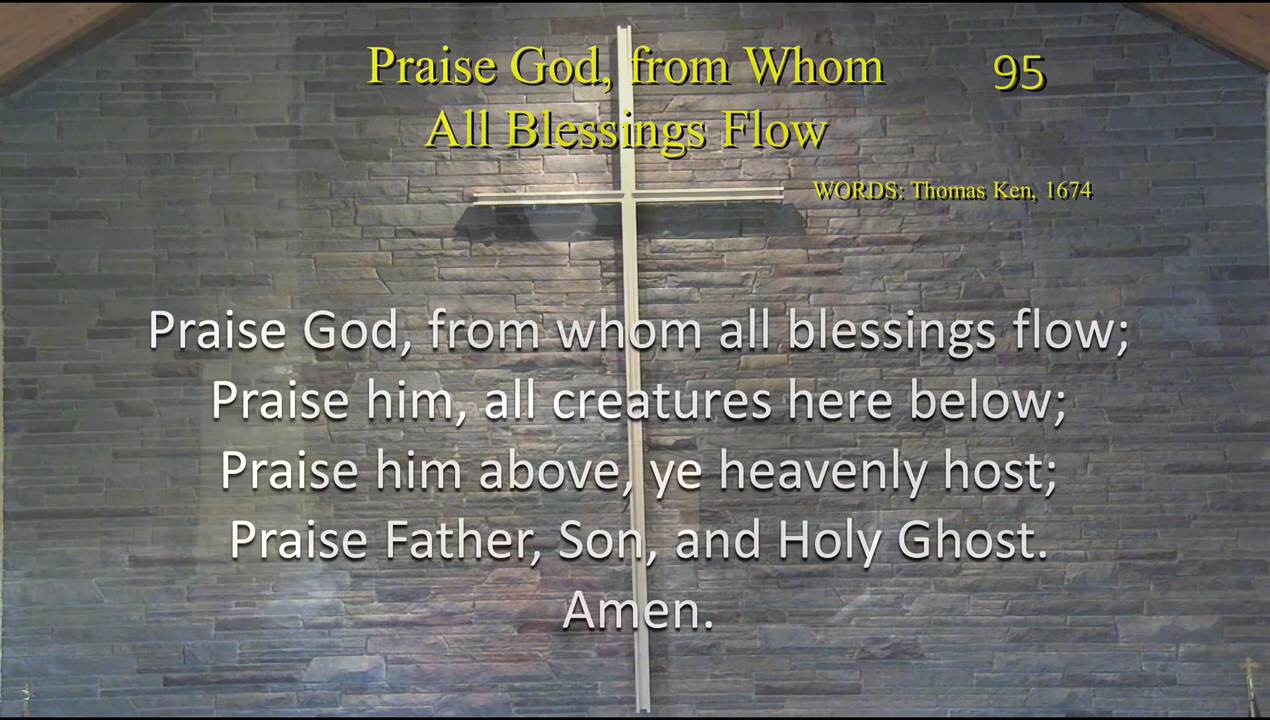 Praise God, from Whom 95
All Blessings Flow
WORDS: Thomas Ken, 1674
Praise God, from whom all blessings flow;
Praise him, all creatures here below;
Praise him above, ye heavenly host;
Praise Father, Son, and Holy Ghost.
Amen.